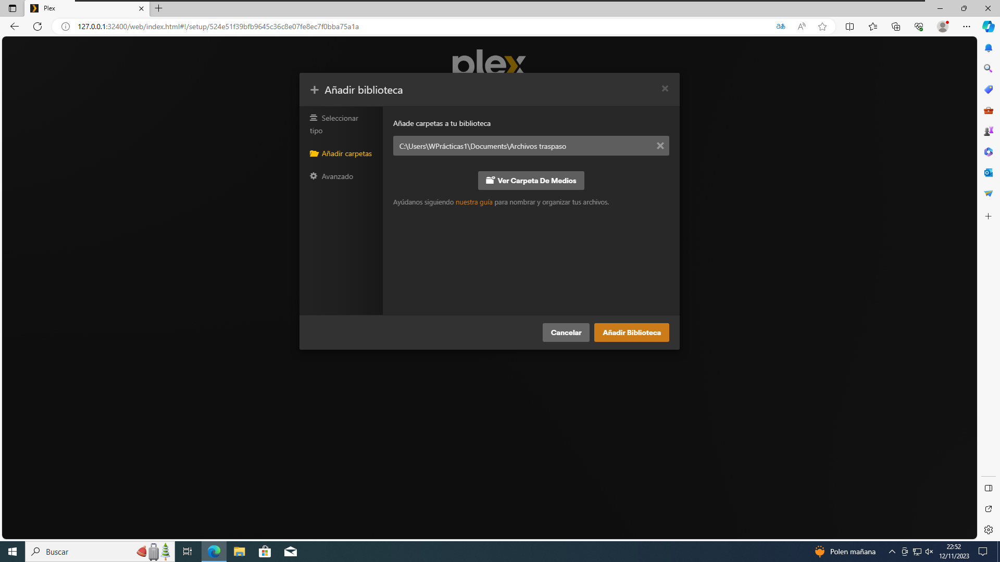 Plex
127.0.0.1:32400/web/index.html#!/setup/524e51f39bfb9645c36c8e07fe8ec7f0bba75a1a
plex
Añadir biblioteca
Seleccionar
tipo
Añadir carpetas
Avanzado
Añade carpetas a tu biblioteca
C:\Users\WPrácticas1\Documents\Archivos traspaso
Ver Carpeta De Medios
Ayúdanos siguiendo nuestra guía para nombrar y organizar tus archivos.
Cancelar
Añadir Biblioteca
Buscar
Polen mañana
22:52
12/11/2023